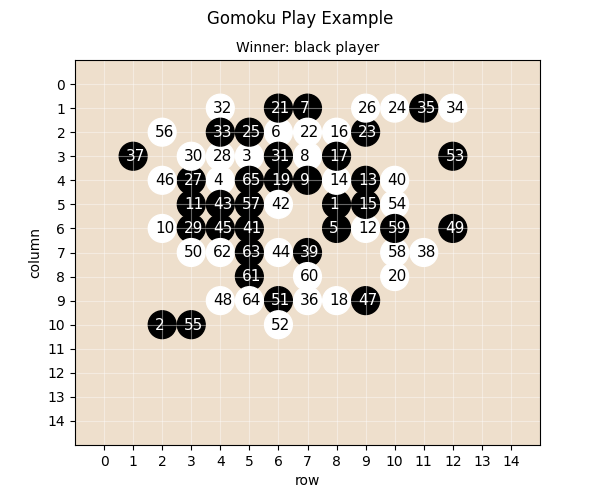 Gomoku Play Example
Winner: black player
0
1 32 21 7 26 24 35 34
2 56 33 25 6 22 16 23
3 37 30 28 3 31 8 17 53
4 46 27 4 65 19 9 14 13 40
5 11 43 57 42 1 15 54
6 10 29 45 41 5 12 59 49
7 50 62 63 44 39 58 38
8 61 60 20
9 48 64 51 36 18 47
10 2 55 52
11
12
13
14
column
0 1 2 3 4 5 6 7 8 9 10 11 12 13 14
row